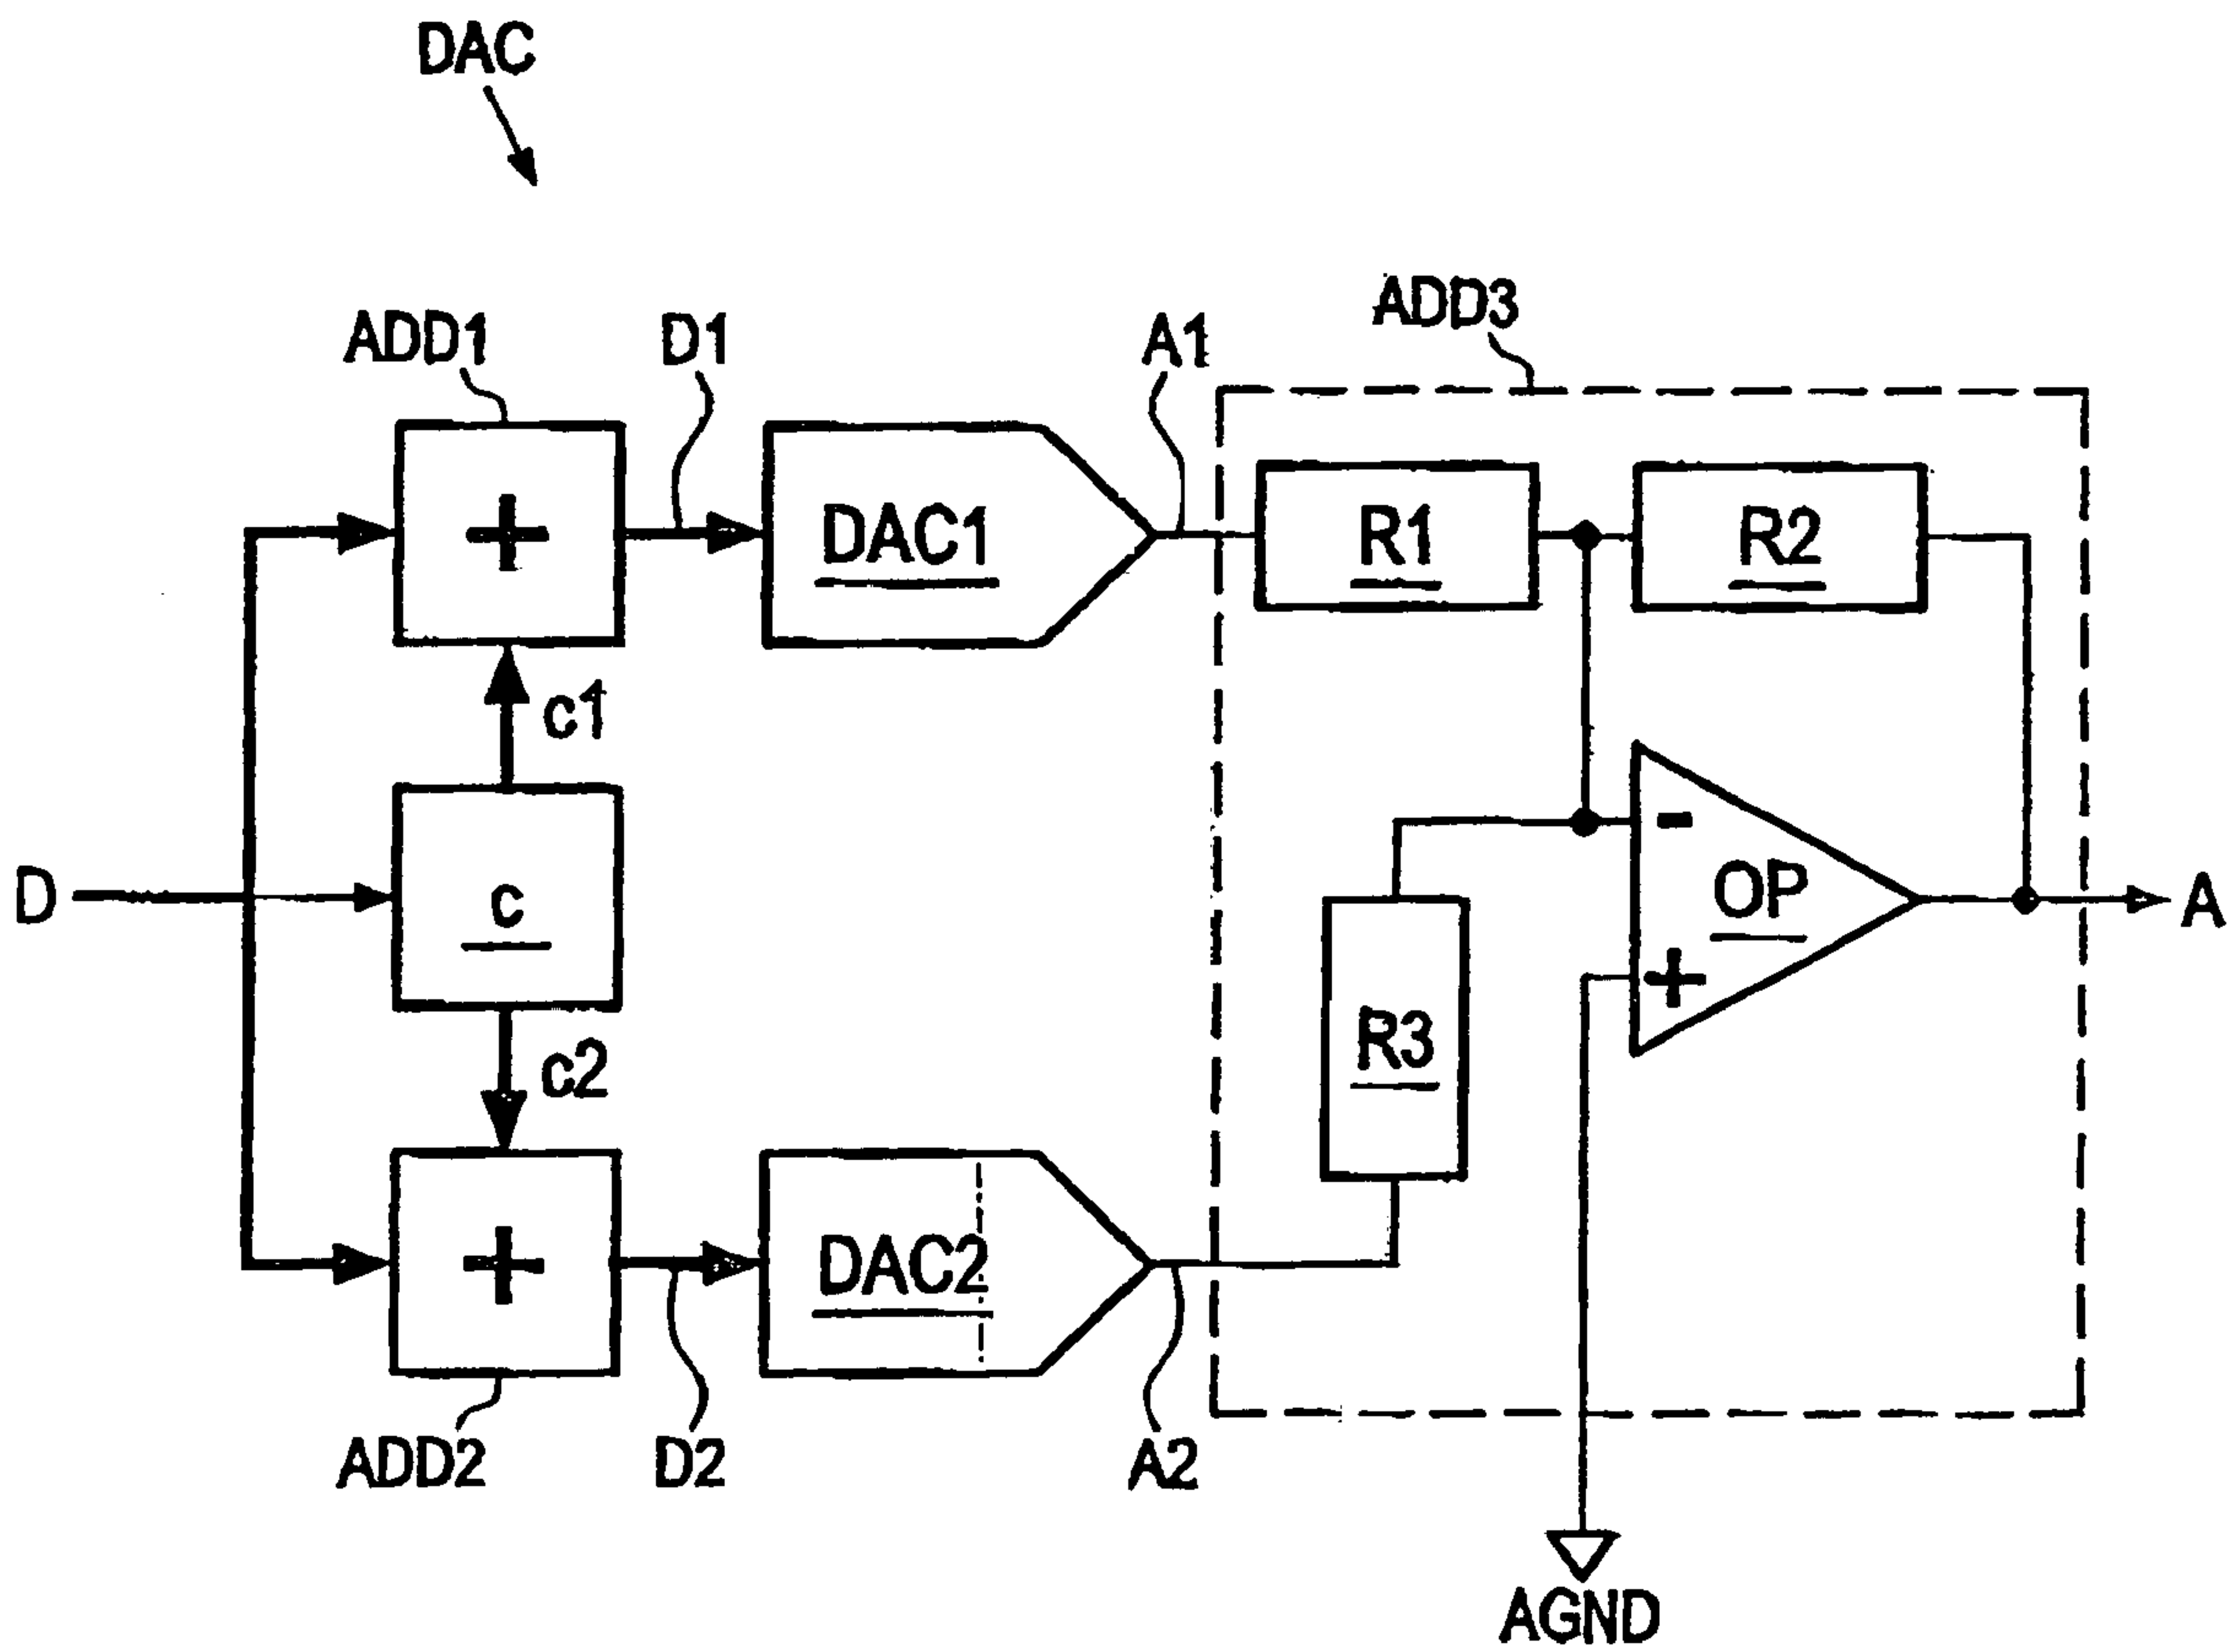 DAC
ADD3
ADD1
D1
A1
+
DAC1
R1
R2
c1
D
c
-
OP
A
+
R3
c2
+
DAC2
ADD2
D2
A2
AGND